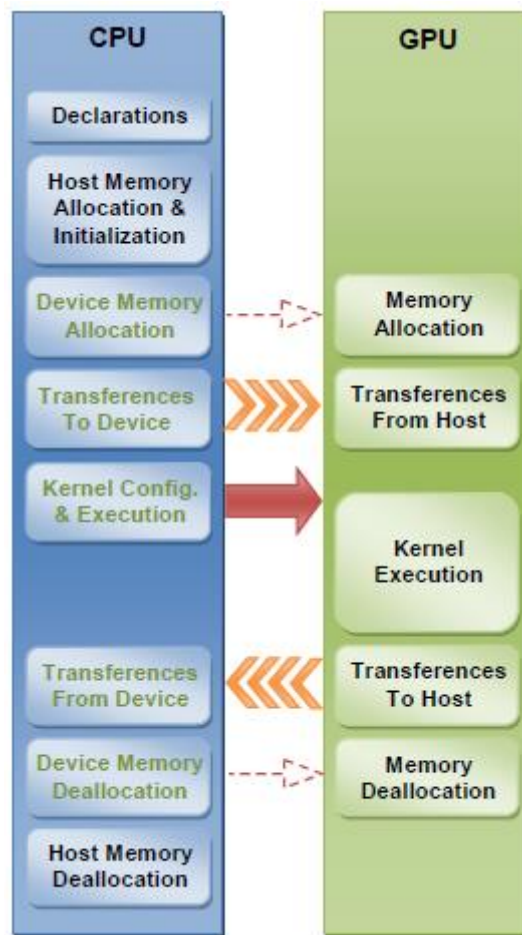 CPU
Declarations
Host Memory
Allocation &
Initialization
Device Memory
Allocation
Transferences
To Device
Kernel Config.
& Execution
Transferences
From Device
Device Memory
Deallocation
Host Memory
Deallocation
GPU
Memory
Allocation
Transferences
From Host
Kernel
Execution
Transferences
To Host
Memory
Deallocation